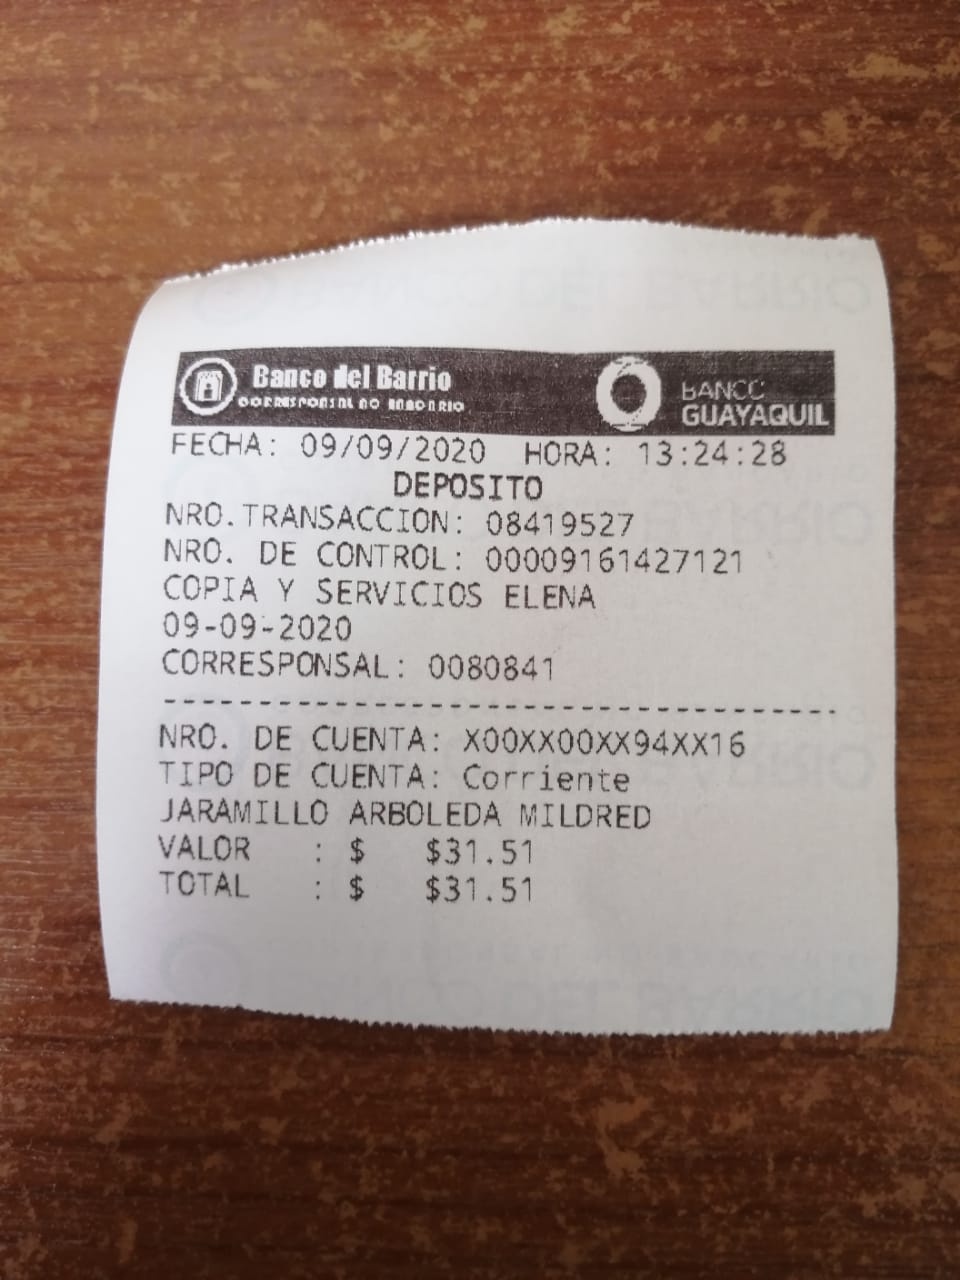 Banco del Barrio
CORRESPONSAL NO BANCARIO
BANCO
GUAYAQUIL
FECHA: 09/09/2020 HORA: 13:24:28
DEPOSITO
NRO.TRANSACCION: 08419527
NRO. DE CONTROL: 00009161427121
COPIA Y SERVICIOS ELENA
09-09-2020
CORRESPONSAL: 0080841
NRO. DE CUENTA: X00XX00XX94XX16
TIPO DE CUENTA: Corriente
JARAMILLO ARBOLEDA MILDRED
VALOR : $ $31.51
TOTAL : $ $31.51